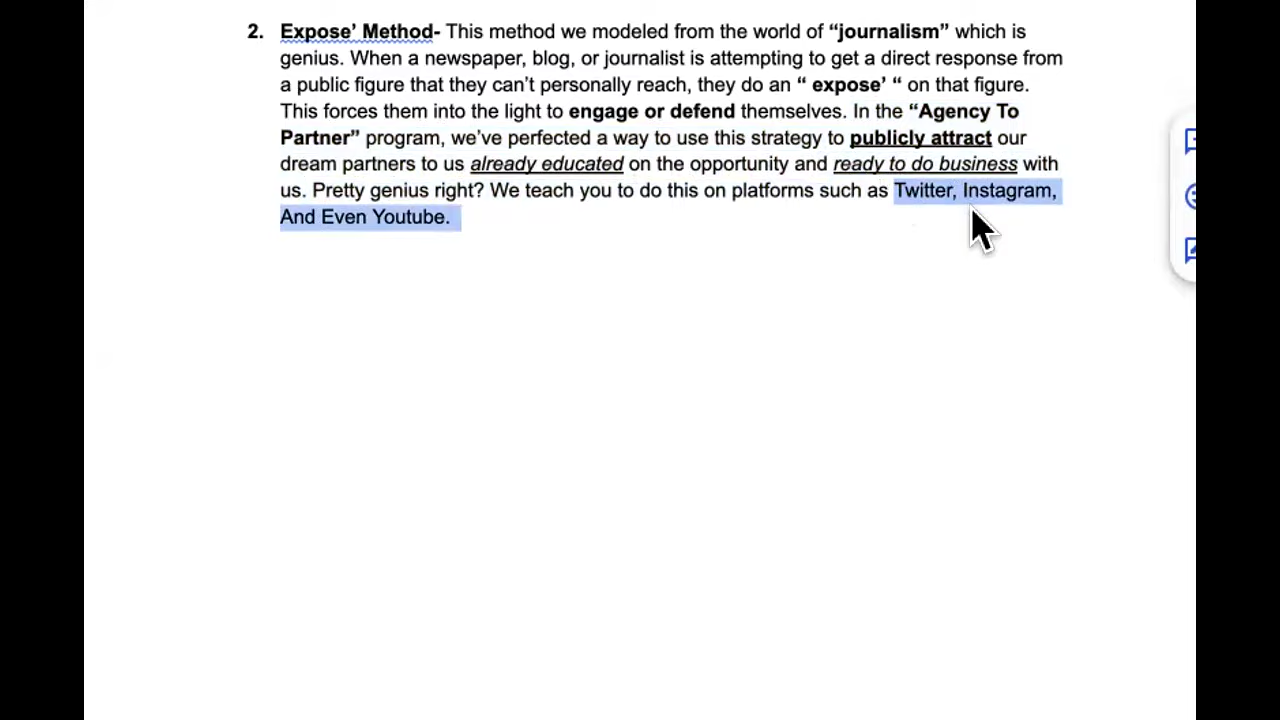 2. Expose’ Method- This method we modeled from the world of “journalism” which is
genius. When a newspaper, blog, or journalist is attempting to get a direct response from
a public figure that they can’t personally reach, they do an “ expose’ “ on that figure.
This forces them into the light to engage or defend themselves. In the “Agency To
Partner” program, we’ve perfected a way to use this strategy to publicly attract our
dream partners to us already educated on the opportunity and ready to do business with
us. Pretty genius right? We teach you to do this on platforms such as Twitter, Instagram,
And Even Youtube.